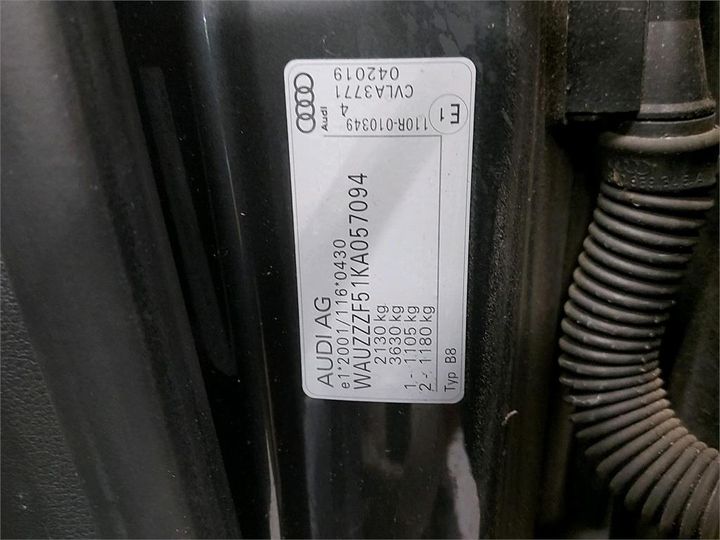 AUDI AG
e1*2001/116*0430
WAUZZZF51KA057094
2130 kg
3630 kg
1 - 1105 kg
2 - 1180 kg
Typ B8
Audi
4
CVLA3771
042019
110R-010349
E1